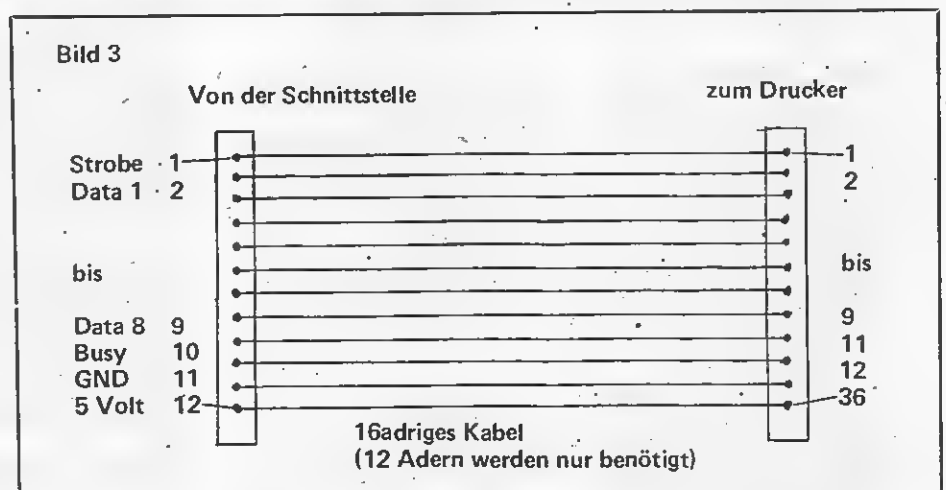 Bild 3
Von der Schnittstelle
zum Drucker
Strobe 1
1
Data 1 2
2
bis
bis
Data 8 9
9
Busy 10
11
GND 11
12
5 Volt 12
36
16adriges Kabel
(12 Adern werden nur benötigt)